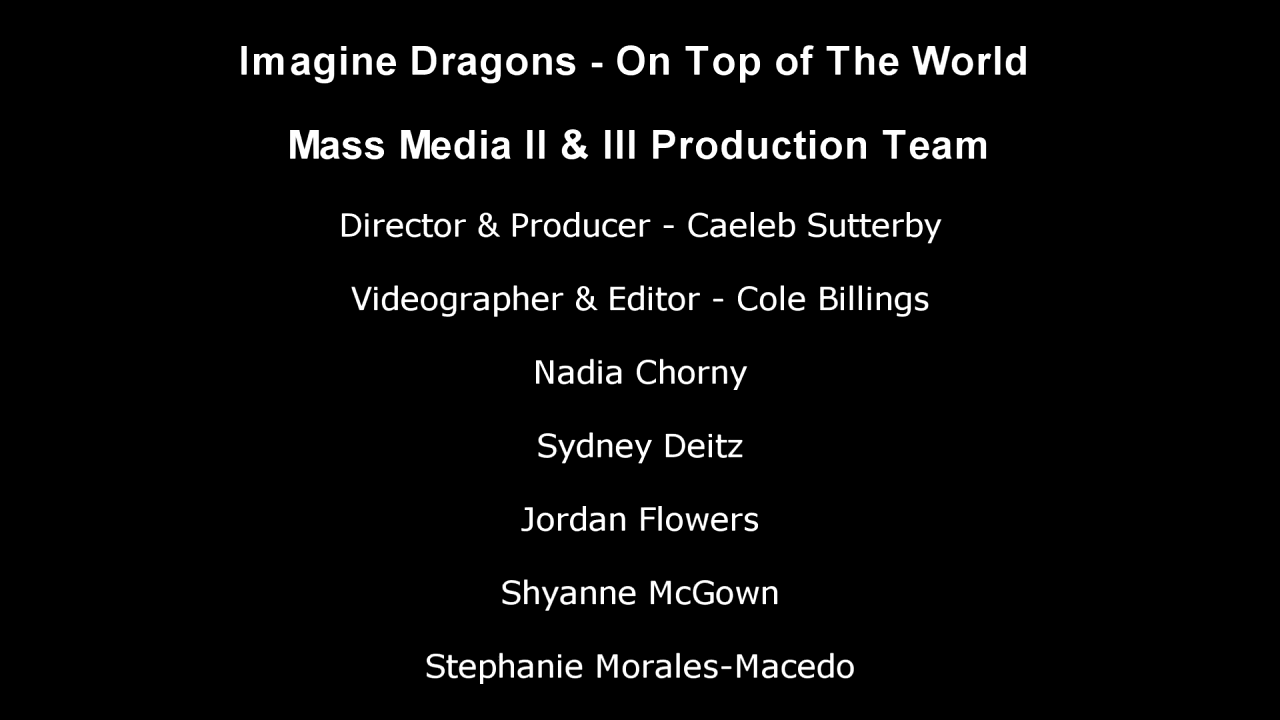 Imagine Dragons - On Top of The World
Mass Media II & III Production Team
Director & Producer - Caeleb Sutterby
Videographer & Editor - Cole Billings
Nadia Chorny
Sydney Deitz
Jordan Flowers
Shyanne McGown
Stephanie Morales-Macedo